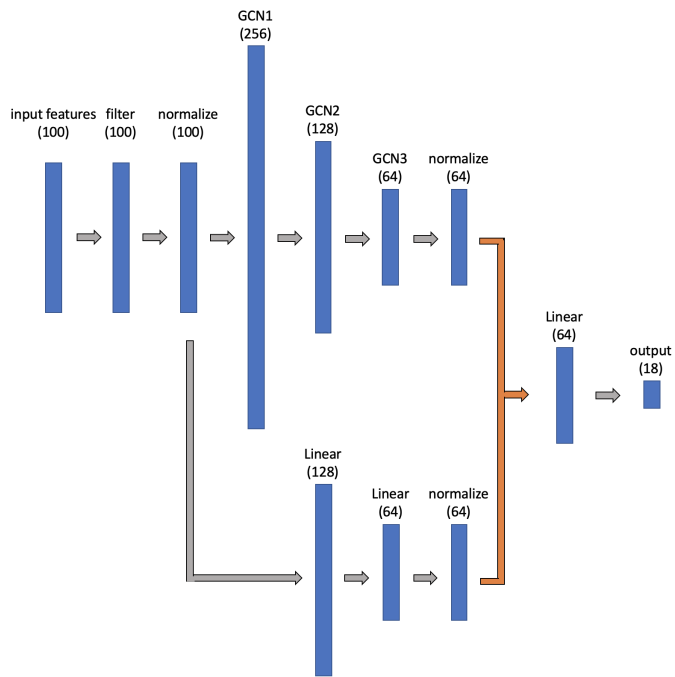 GCN1
(256)
input features
(100)
filter
(100)
normalize
(100)
GCN2
(128)
GCN3
(64)
normalize
(64)
Linear
(64)
output
(18)
Linear
(128)
Linear
(64)
normalize
(64)